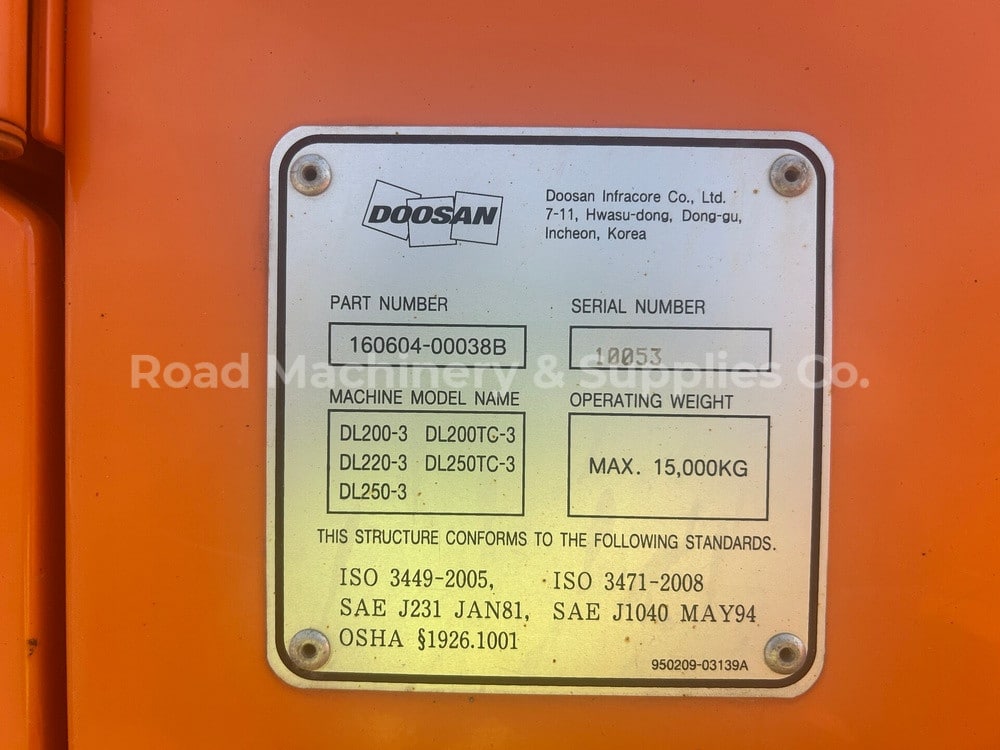 DOOSAN
Doosan Infracore Co., Ltd.
7-11, Hwasu-dong, Dong-gu,
Incheon, Korea
PART NUMBER
160604-00038B
SERIAL NUMBER
10053
Road Machinery & Supplies Co.
MACHINE MODEL NAME
DL200-3 DL200TC-3
DL220-3 DL250TC-3
DL250-3
OPERATING WEIGHT
MAX. 15,000KG
THIS STRUCTURE CONFORMS TO THE FOLLOWING STANDARDS.
ISO 3449-2005, · ISO 3471-2008
SAE J231 JAN81, SAE J1040 MAY94
OSHA §1926.1001
950209-03139A